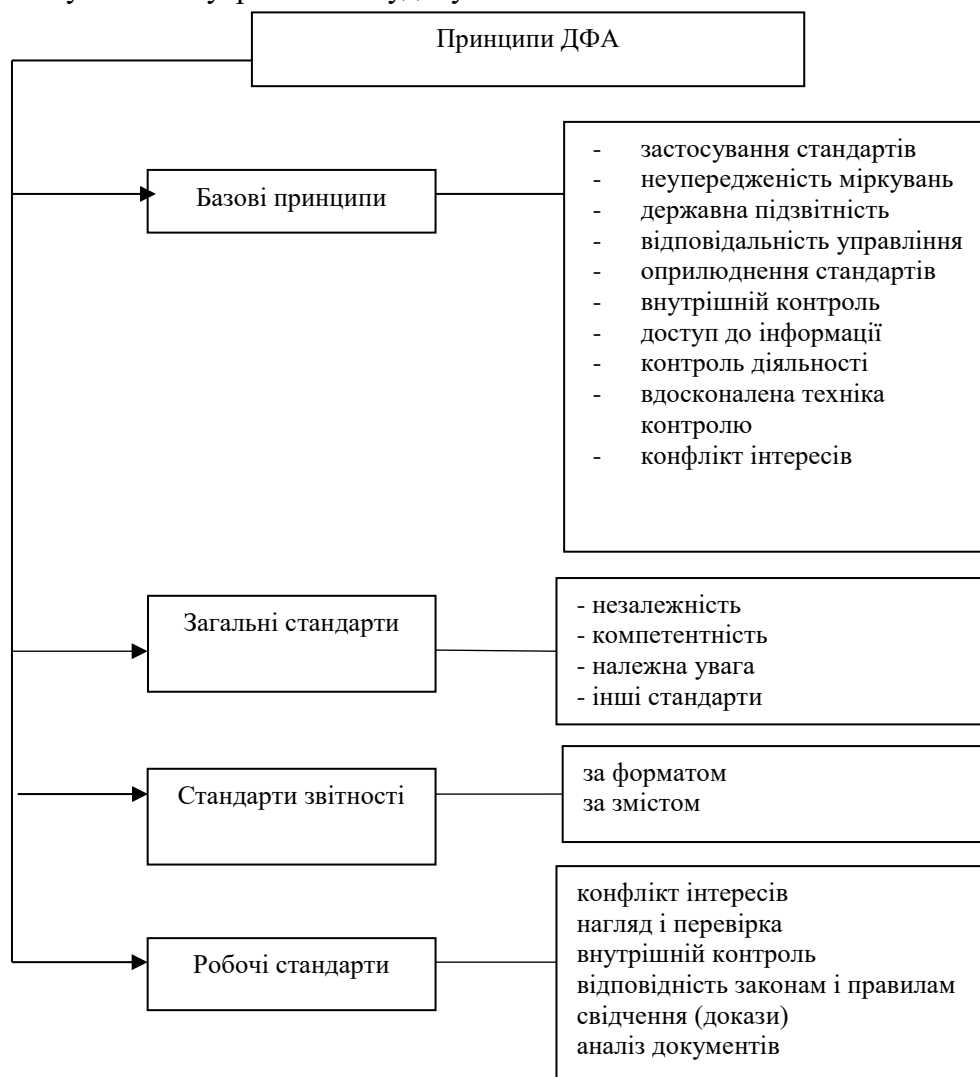 Принципи ДФА
Базові принципи
- застосування стандартів
- неупередженість міркувань
- державна підзвітність
- відповідальність управління
- оприлюднення стандартів
- внутрішній контроль
- доступ до інформації
- контроль діяльності
- вдосконалена техніка
контролю
- конфлікт інтересів
Загальні стандарти
- незалежність
- компетентність
- належна увага
- інші стандарти
Стандарти звітності
за форматом
за змістом
Робочі стандарти
конфлікт інтересів
нагляд і перевірка
внутрішній контроль
відповідність законам і правилам
свідчення (докази)
аналіз документів